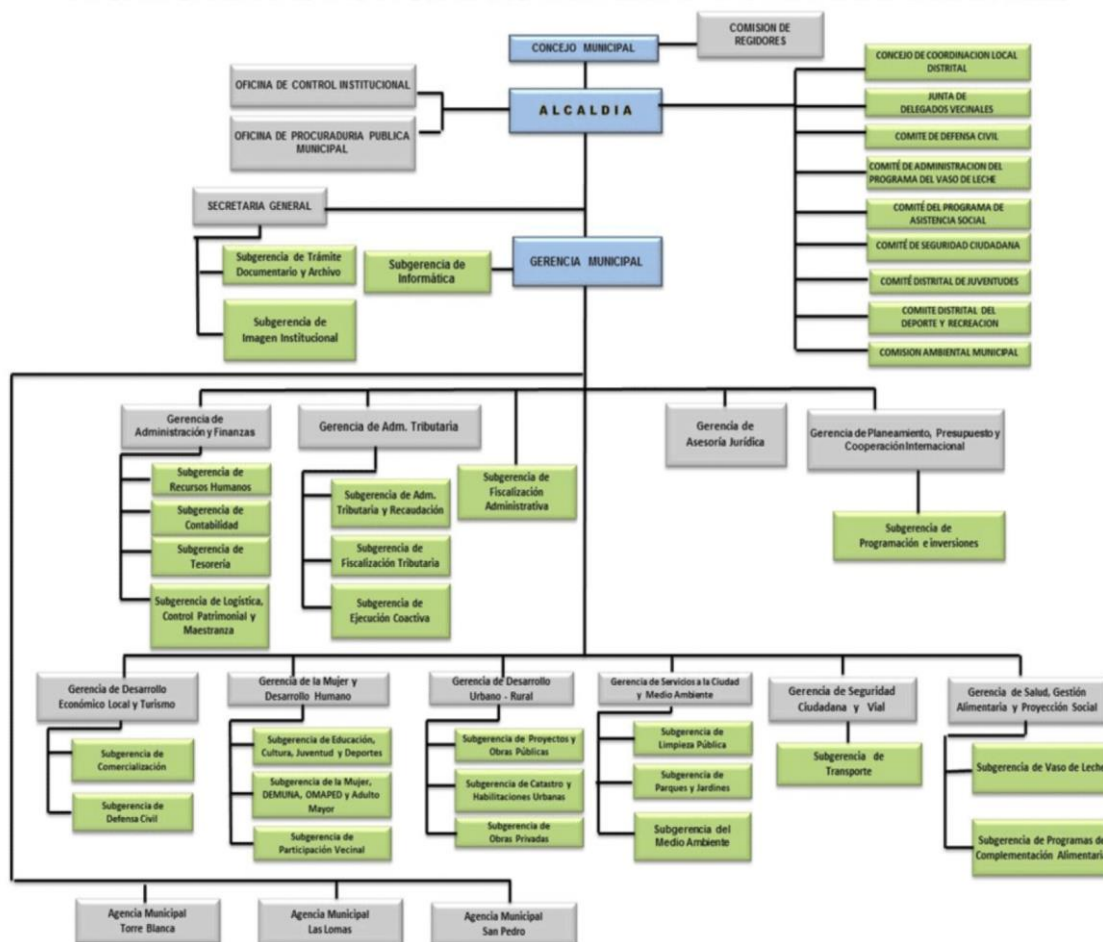 CONCEJO MUNICIPAL
COMISION DE
REGIDORES
OFICINA DE CONTROL INSTITUCIONAL
OFICINA DE PROCURADURIA PUBLICA
MUNICIPAL
ALCALDIA
CONCEJO DE COORDINACION LOCAL
DISTRITAL
JUNTA DE
DELEGADOS VECINALES
COMITE DE DEFENSA CIVIL
COMITÉ DE ADMINISTRACION DEL
PROGRAMA DEL VASO DE LECHE
COMITÉ DEL PROGRAMA DE
ASISTENCIA SOCIAL
COMITÉ DE SEGURIDAD CIUDADANA
COMITÉ DISTRITAL DE JUVENTUDES
COMIITE DISTRITAL DEL
DEPORTE Y RECREACION
COMISION AMBIENTAL MUNICIPAL
SECRETARIA GENERAL
Subgerencia de Trámite
Documentario y Archivo
Subgerencia de
Imagen Institucional
Subgerencia de
Informática
GERENCIA MUNICIPAL
Gerencia de
Administración y Finanzas
Subgerencia de
Recursos Humanos
Subgerencia de
Contabilidad
Subgerencia de
Tesorería
Subgerencia de Logística,
Control Patrimonial y
Maestranza
Gerencia de Adm. Tributaria
Subgerencia de Adm.
Tributaria y Recaudación
Subgerencia de
Fiscalización Tributaria
Subgerencia de
Ejecución Coactiva
Subgerencia de
Fiscalización
Administrativa
Gerencia de
Asesoría Jurídica
Gerencia de Planeamiento, Presupuesto y
Cooperación Internacional
Subgerencia de
Programación e inversiones
Gerencia de Desarrollo
Económico Local y Turismo
Subgerencia de
Comercialización
Subgerencia de
Defensa Civil
Gerencia de la Mujer y
Desarrollo Humano
Subgerencia de Educación,
Cultura, Juventud y Deportes
Subgerencia de la Mujer,
DEMUNA, OMAPED y Adulto
Mayor
Subgerencia de
Participación Vecinal
Gerencia de Desarrollo
Urbano - Rural
Subgerencia de Proyectos y
Obras Públicas
Subgerencia de Catastro y
Habilitaciones Urbanas
Subgerencia de
Obras Privadas
Gerencia de Servicios a la Ciudad
y Medio Ambiente
Subgerencia de
Limpieza Pública
Subgerencia de
Parques y Jardines
Subgerencia del
Medio Ambiente
Gerencia de Seguridad
Ciudadana y Vial
Subgerencia de
Transporte
Gerencia de Salud, Gestión
Alimentaria y Proyección Social
Subgerencia de Vaso de Leche
Subgerencia de Programas de
Complementación Alimentaria
Agencia Municipal
Torre Blanca
Agencia Municipal
Las Lomas
Agencia Municipal
San Pedro